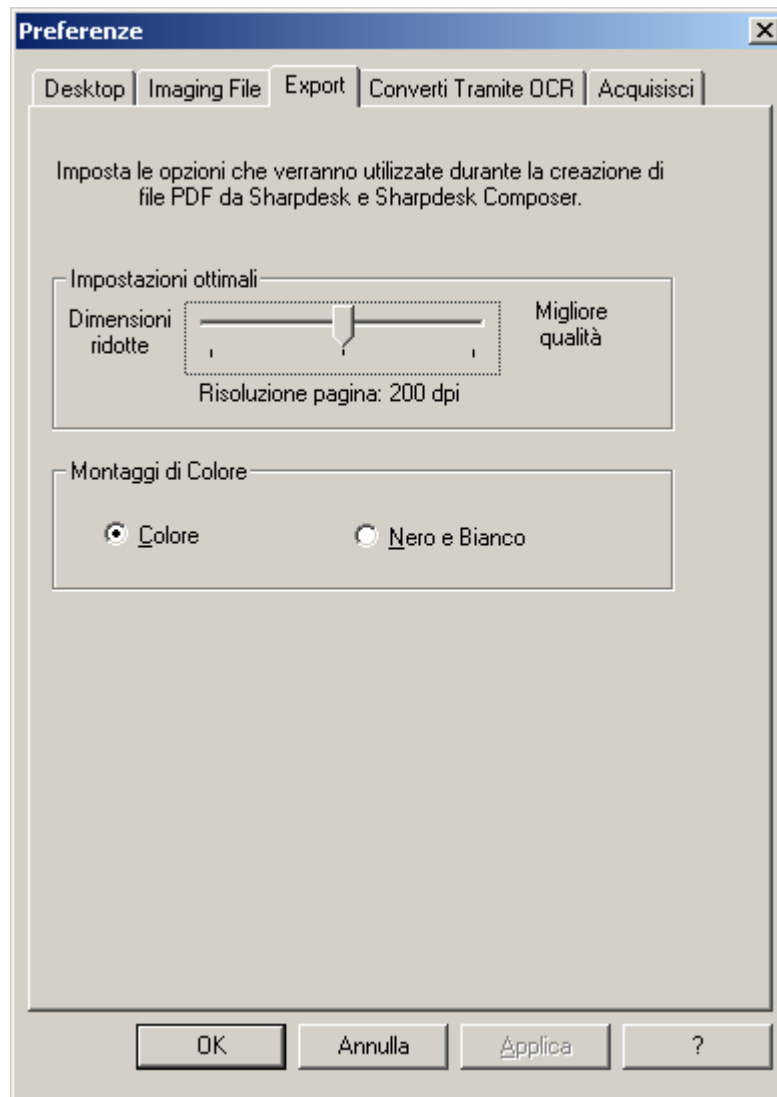 Preferenze
Desktop Imaging File Export Converti Tramite OCR Acquisisci
Imposta le opzioni che verranno utilizzate durante la creazione di
file PDF da Sharpdesk e Sharpdesk Composer.
Impostazioni ottimali
Dimensioni
ridotte
Migliore
qualità
Risoluzione pagina: 200 dpi
Montaggi di Colore
Colore Nero e Bianco
OK Annulla Applica ?